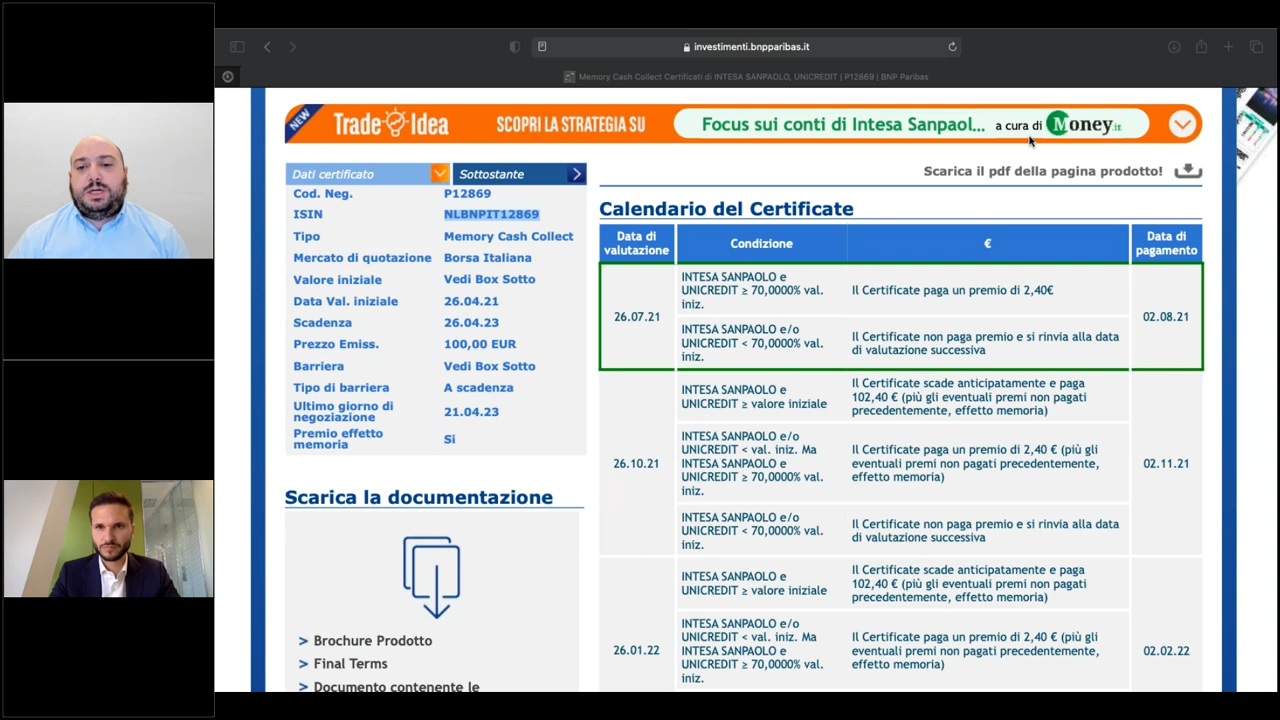 investimenti.bnpparibas.it
Memory Cash Collect Certificati di INTESA SANPAOLO, UNICREDIT | P12869 | BNP Paribas
NEW
Trade Idea
SCOPRI LA STRATEGIA SU
Focus sui conti di Intesa Sanpaol...
a cura di Money.it
Dati certificato
Sottostante
Cod. Neg. P12869
ISIN NLBNPIT12869
Tipo Memory Cash Collect
Mercato di quotazione Borsa Italiana
Valore iniziale Vedi Box Sotto
Data Val. iniziale 26.04.21
Scadenza 26.04.23
Prezzo Emiss. 100,00 EUR
Barriera Vedi Box Sotto
Tipo di barriera A scadenza
Ultimo giorno di
negoziazione 21.04.23
Premio effetto
memoria Si
Scarica la documentazione
> Brochure Prodotto
> Final Terms
> Documento contenente le
Scarica il pdf della pagina prodotto!
Calendario del Certificate
Data di
valutazione
Condizione
€
Data di
pagamento
26.07.21
INTESA SANPAOLO e
UNICREDIT ≥ 70,0000% val.
iniz.
Il Certificate paga un premio di 2,40€
INTESA SANPAOLO e/o
UNICREDIT < 70,0000% val.
iniz.
Il Certificate non paga premio e si rinvia alla data
di valutazione successiva
02.08.21
26.10.21
INTESA SANPAOLO e
UNICREDIT ≥ valore iniziale
Il Certificate scade anticipatamente e paga
102,40 € (più gli eventuali premi non pagati
precedentemente, effetto memoria)
INTESA SANPAOLO e/o
UNICREDIT < val. iniz. Ma
INTESA SANPAOLO e
UNICREDIT ≥ 70,0000% val.
iniz.
Il Certificate paga un premio di 2,40 € (più gli
eventuali premi non pagati precedentemente,
effetto memoria)
INTESA SANPAOLO e/o
UNICREDIT < 70,0000% val.
iniz.
Il Certificate non paga premio e si rinvia alla data
di valutazione successiva
02.11.21
26.01.22
INTESA SANPAOLO e
UNICREDIT ≥ valore iniziale
Il Certificate scade anticipatamente e paga
102,40 € (più gli eventuali premi non pagati
precedentemente, effetto memoria)
INTESA SANPAOLO e/o
UNICREDIT < val. iniz. Ma
INTESA SANPAOLO e
UNICREDIT ≥ 70,0000% val.
iniz.
Il Certificate paga un premio di 2,40 € (più gli
eventuali premi non pagati precedentemente,
effetto memoria)
02.02.22